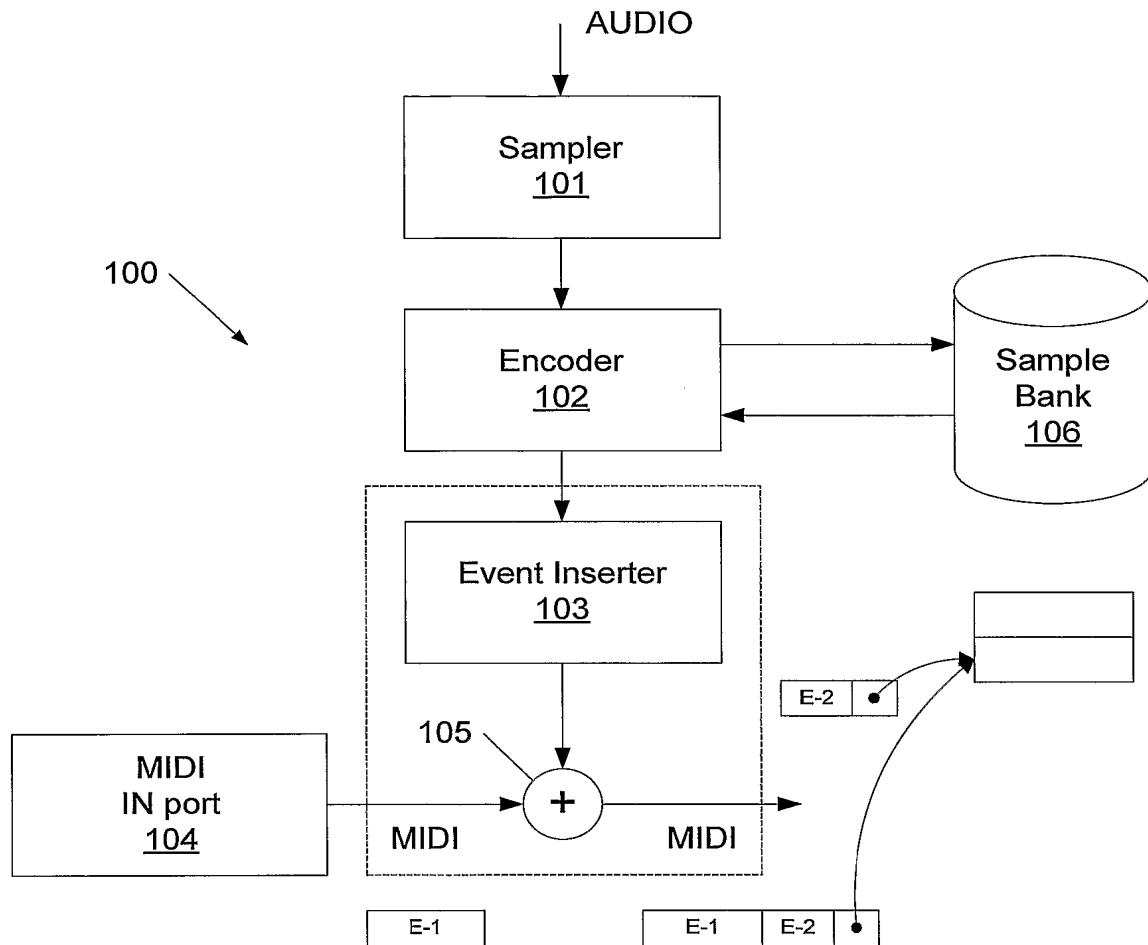 AUDIO
Sampler
101
100
Encoder
102
Sample
Bank
106
Event Inserter
103
E-2
105
MIDI
IN port
104
+
MIDI
MIDI
E-1
E-1
E-2